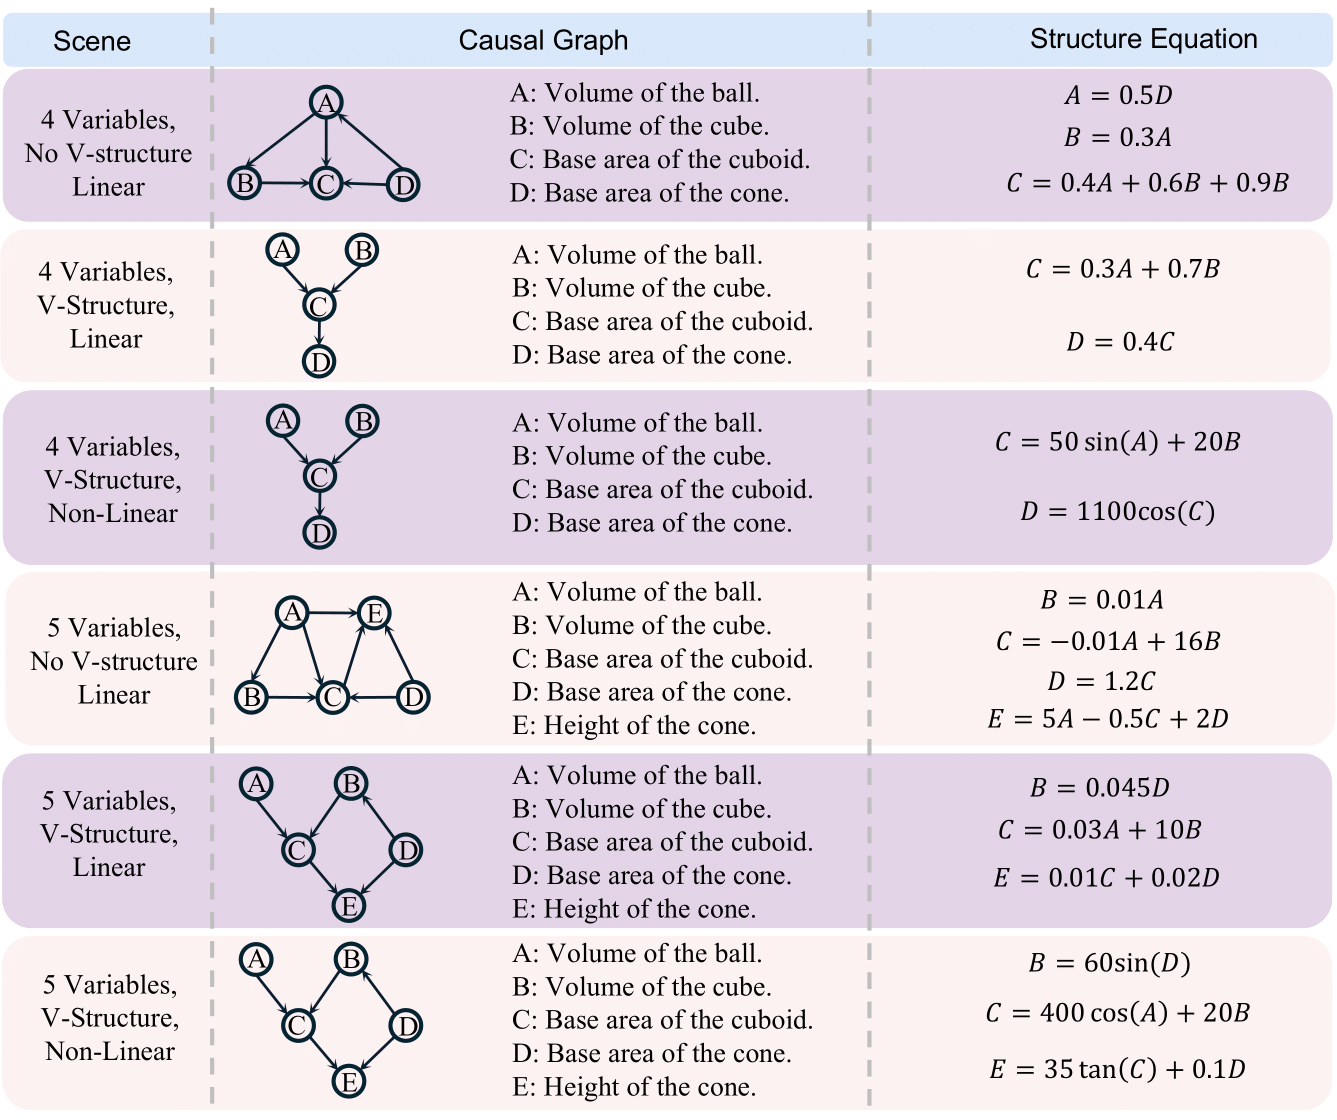 Scene
Causal Graph
Structure Equation
4 Variables,
No V-structure
Linear
A
B
C
D
A: Volume of the ball.
B: Volume of the cube.
C: Base area of the cuboid.
D: Base area of the cone.
A = 0.5D
B = 0.3A
C = 0.4A + 0.6B + 0.9B
4 Variables,
V-Structure,
Linear
A
B
C
D
A: Volume of the ball.
B: Volume of the cube.
C: Base area of the cuboid.
D: Base area of the cone.
C = 0.3A + 0.7B
D = 0.4C
4 Variables,
V-Structure,
Non-Linear
A
B
C
D
A: Volume of the ball.
B: Volume of the cube.
C: Base area of the cuboid.
D: Base area of the cone.
C = 50 sin(A) + 20B
D = 1100cos(C)
5 Variables,
No V-structure
Linear
A
E
B
C
D
A: Volume of the ball.
B: Volume of the cube.
C: Base area of the cuboid.
D: Base area of the cone.
E: Height of the cone.
B = 0.01A
C = −0.01A + 16B
D = 1.2C
E = 5A − 0.5C + 2D
5 Variables,
V-Structure,
Linear
A
B
C
D
E
A: Volume of the ball.
B: Volume of the cube.
C: Base area of the cuboid.
D: Base area of the cone.
E: Height of the cone.
B = 0.045D
C = 0.03A + 10B
E = 0.01C + 0.02D
5 Variables,
V-Structure,
Non-Linear
A
B
C
D
E
A: Volume of the ball.
B: Volume of the cube.
C: Base area of the cuboid.
D: Base area of the cone.
E: Height of the cone.
B = 60sin(D)
C = 400 cos(A) + 20B
E = 35 tan(C) + 0.1D